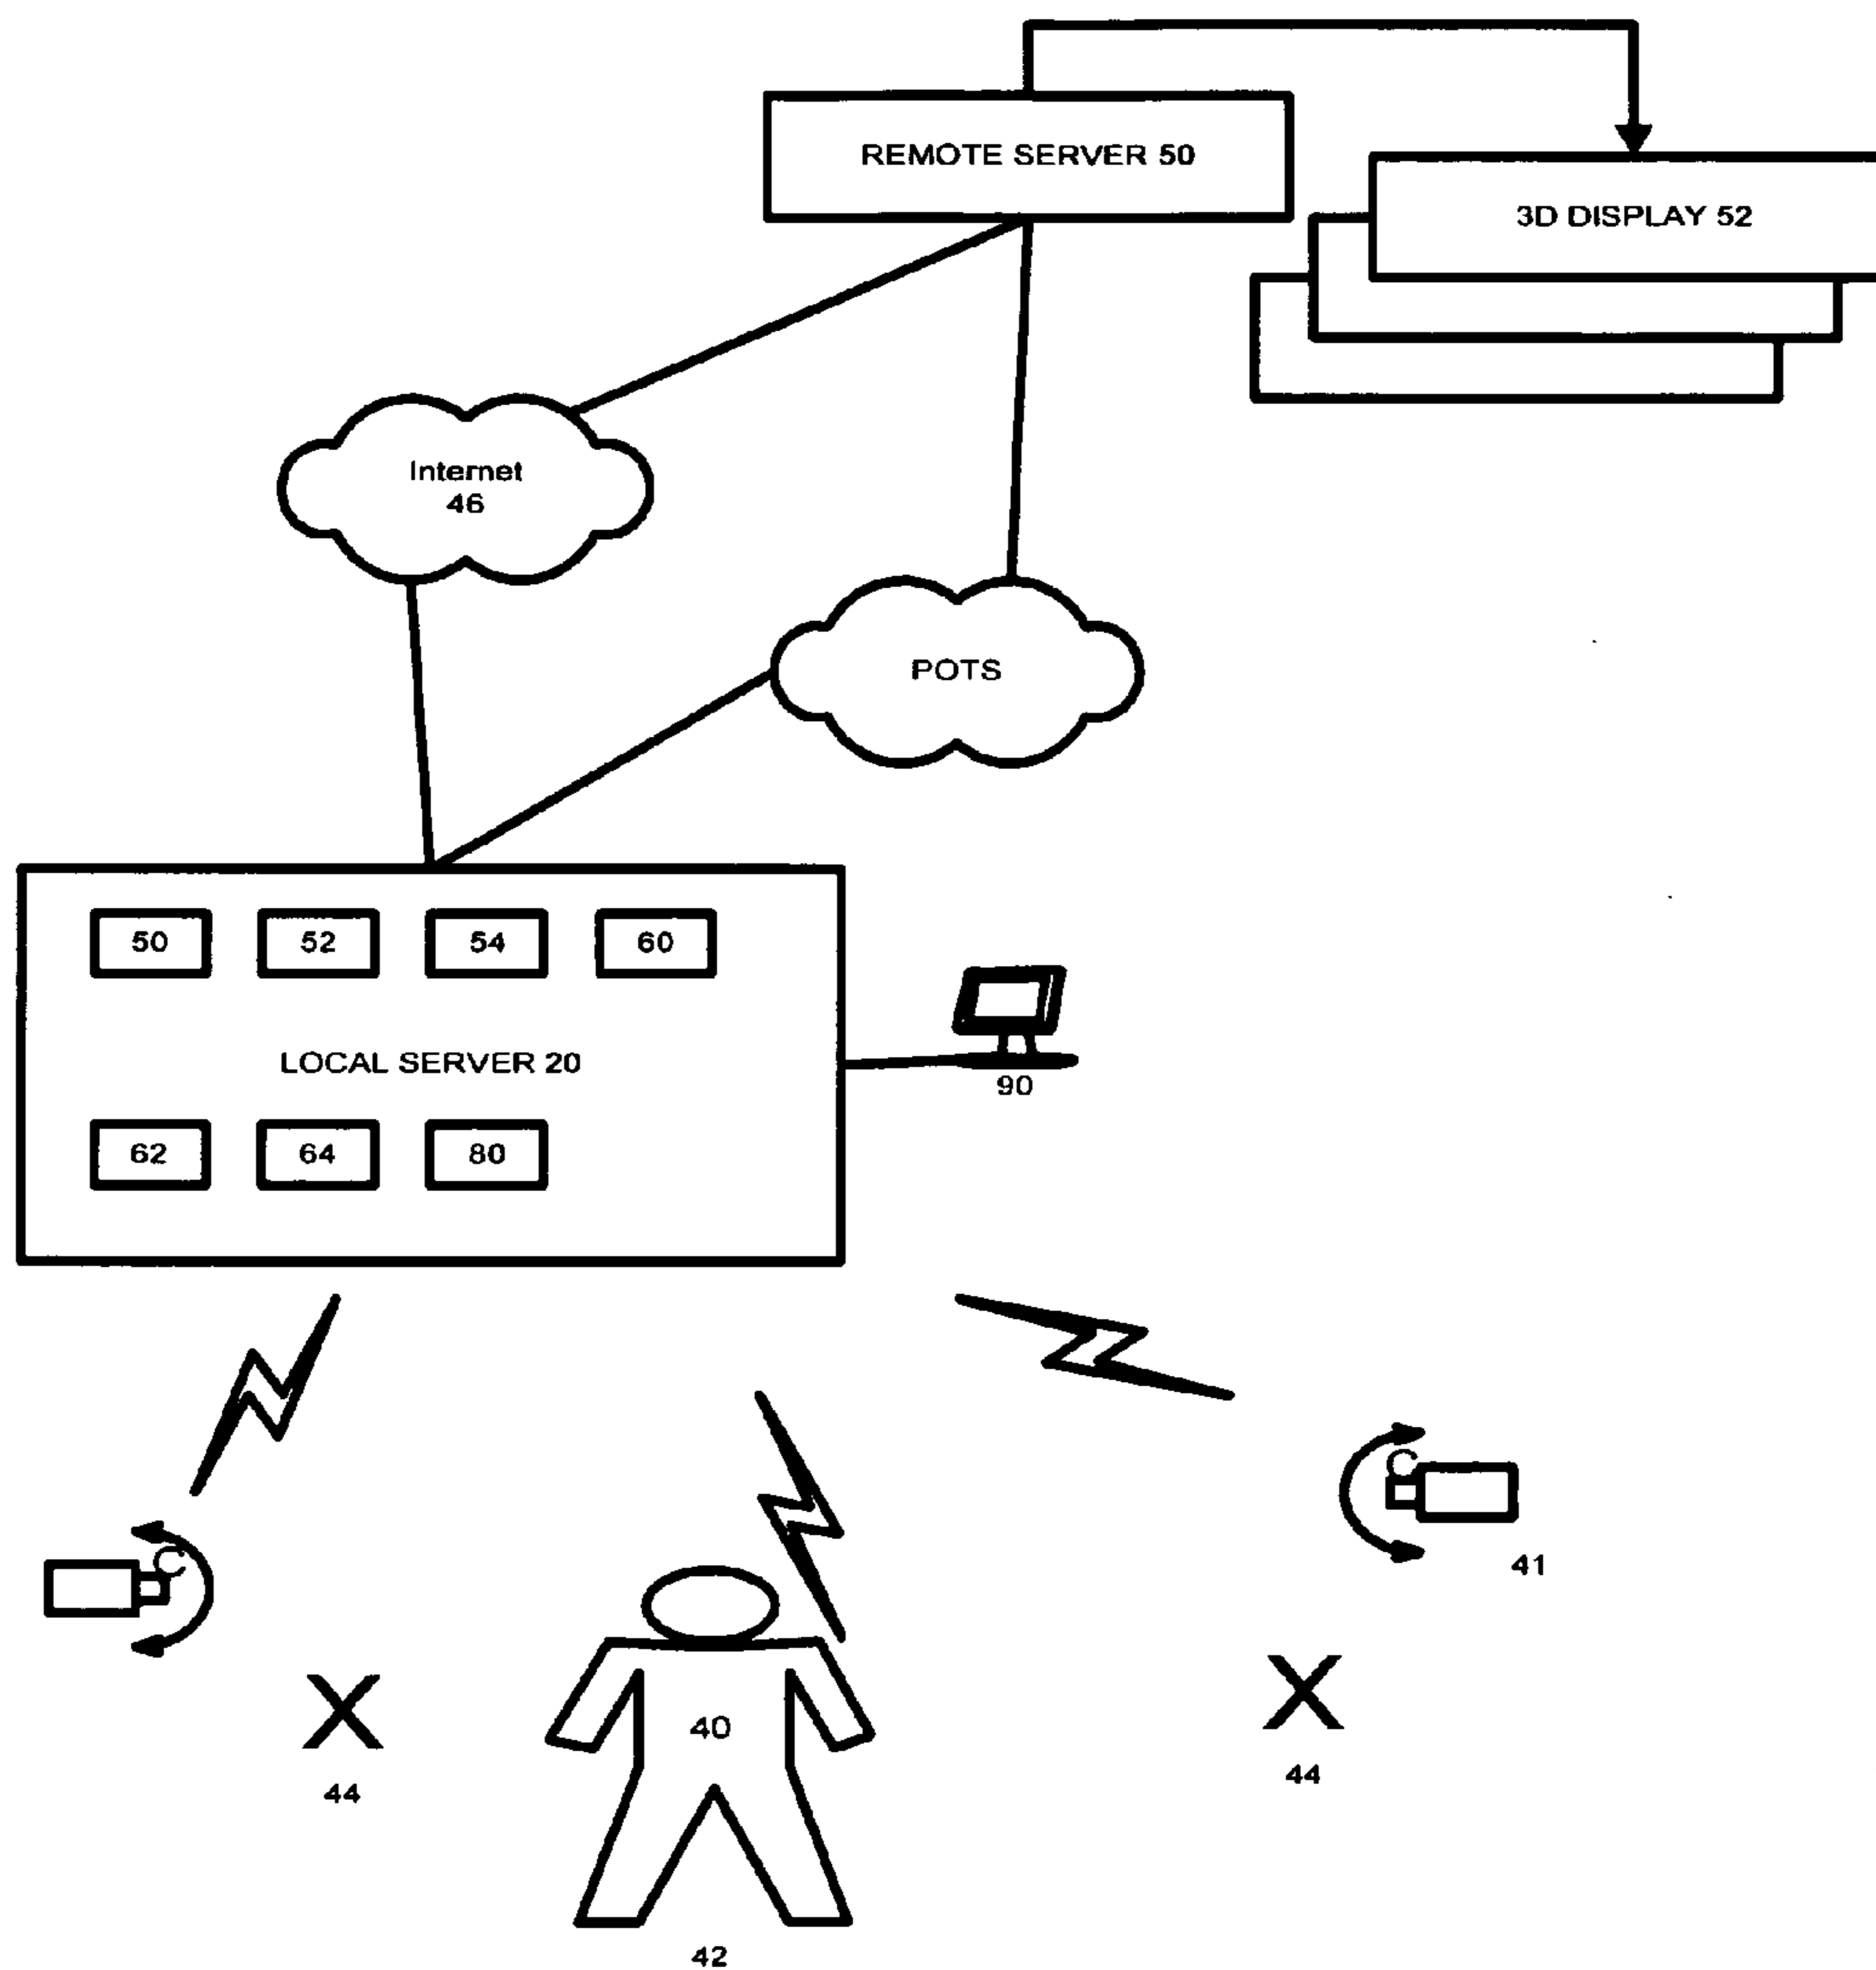 REMOTE SERVER 50
3D DISPLAY 52
Internet
46
POTS
50 52 54 60
LOCAL SERVER 20
90
62 64 80
C
41
C
X
X
40
44
44
42